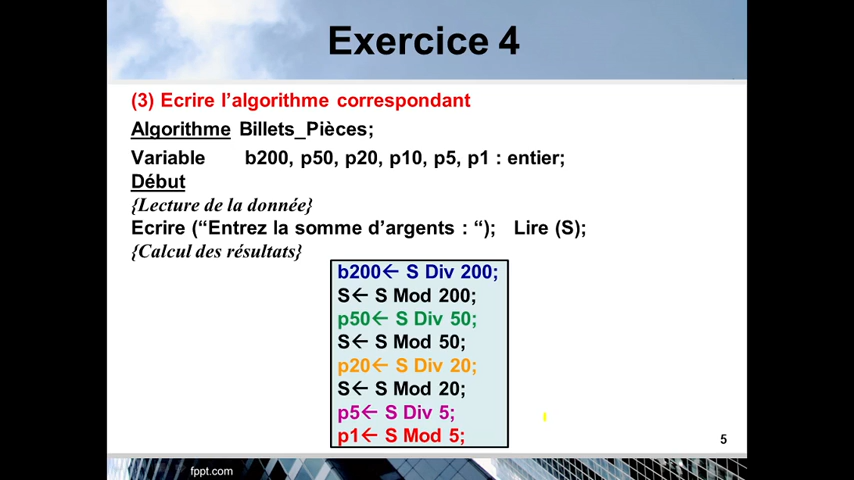 Exercice 4
(3) Ecrire l’algorithme correspondant
Algorithme Billets_Pièces;
Variable b200, p50, p20, p10, p5, p1 : entier;
Début
{Lecture de la donnée}
Ecrire (“Entrez la somme d’argents : “); Lire (S);
{Calcul des résultats}
b200← S Div 200;
S← S Mod 200;
p50← S Div 50;
S← S Mod 50;
p20← S Div 20;
S← S Mod 20;
p5← S Div 5;
p1← S Mod 5;
5
fppt.com